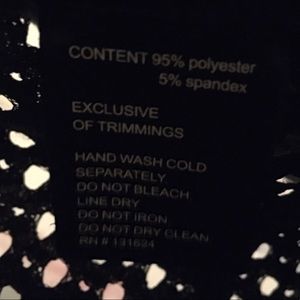 CONTENT 95% polyester
5% spandex
EXCLUSIVE
OF TRIMMINGS
HAND WASH COLD
SEPARATELY
DO NOT BLEACH
LINE DRY
DO NOT IRON
DO NOT DRY CLEAN
RN # 131634